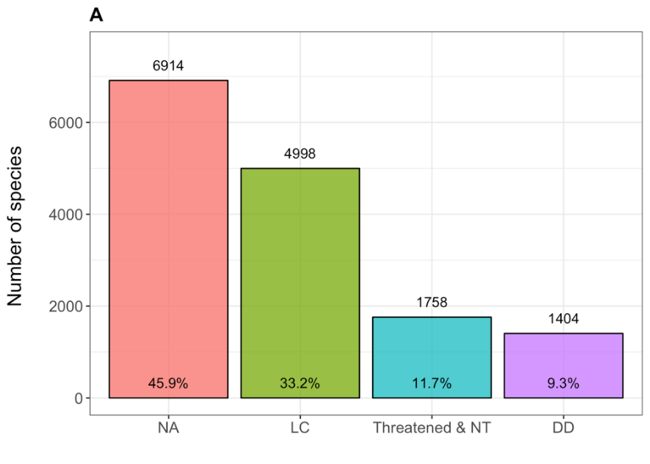 A
6914
6000
4998
4000
Number of species
2000
1758
1404
45.9%
33.2%
11.7%
9.3%
0
NA
LC
Threatened & NT
DD